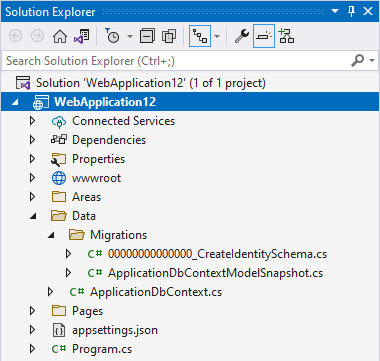 Solution Explorer
Search Solution Explorer (Ctrl+;)
Solution 'WebApplication12' (1 of 1 project)
WebApplication12
Connected Services
Dependencies
Properties
wwwroot
Areas
Data
Migrations
C# 00000000000000_CreateIdentitySchema.cs
C# ApplicationDbContextModelSnapshot.cs
C# ApplicationDbContext.cs
Pages
appsettings.json
C# Program.cs